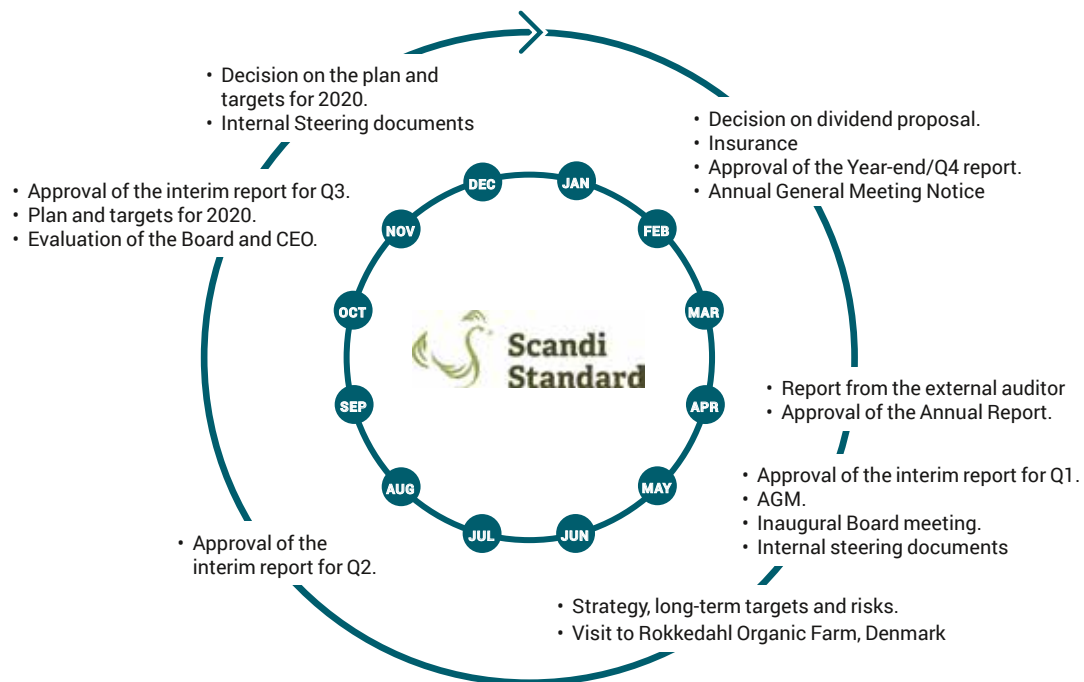 • Decision on the plan and
targets for 2020.
• Internal Steering documents
• Decision on dividend proposal.
• Insurance
• Approval of the Year-end/Q4 report.
• Annual General Meeting Notice
• Approval of the interim report for Q3.
• Plan and targets for 2020.
• Evaluation of the Board and CEO.
DEC
JAN
NOV
FEB
OCT
MAR
Scandi
Standard
SEP
APR
AUG
MAY
JUL
JUN
• Report from the external auditor
• Approval of the Annual Report.
• Approval of the interim report for Q1.
• AGM.
• Inaugural Board meeting.
• Internal steering documents
• Approval of the
interim report for Q2.
• Strategy, long-term targets and risks.
• Visit to Rokkedahl Organic Farm, Denmark